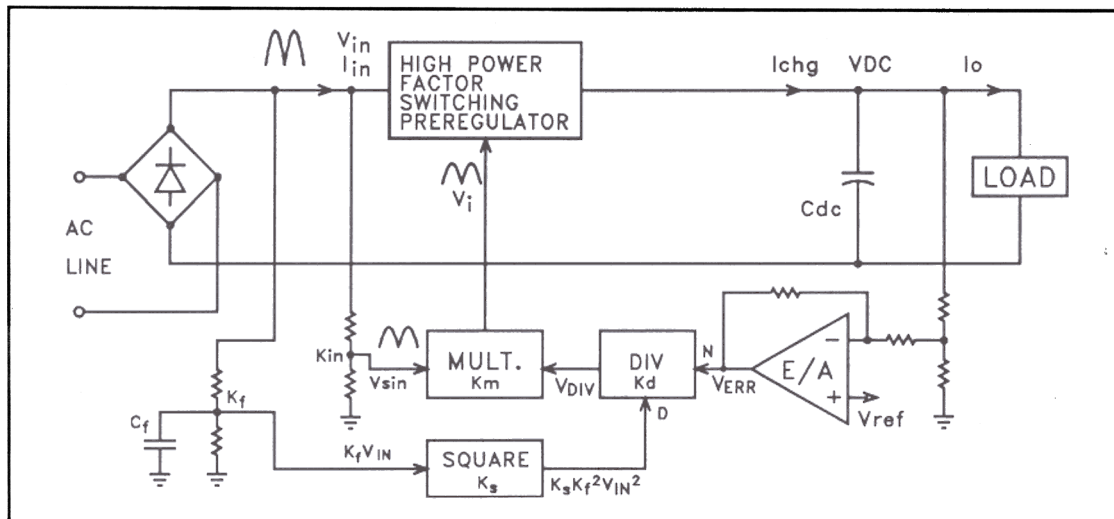 Vin
Iin
HIGH POWER
FACTOR
SWITCHING
PREREGULATOR
Ichg
VDC
Io
Vi
Cdc
LOAD
AC
LINE
Kin
Vsin
MULT.
Km
VDIV
DIV
Kd
N
VERR
D
E/A
-
+
Vref
Kf
Cf
KfVIN
SQUARE
Ks
KsKf²VIN²